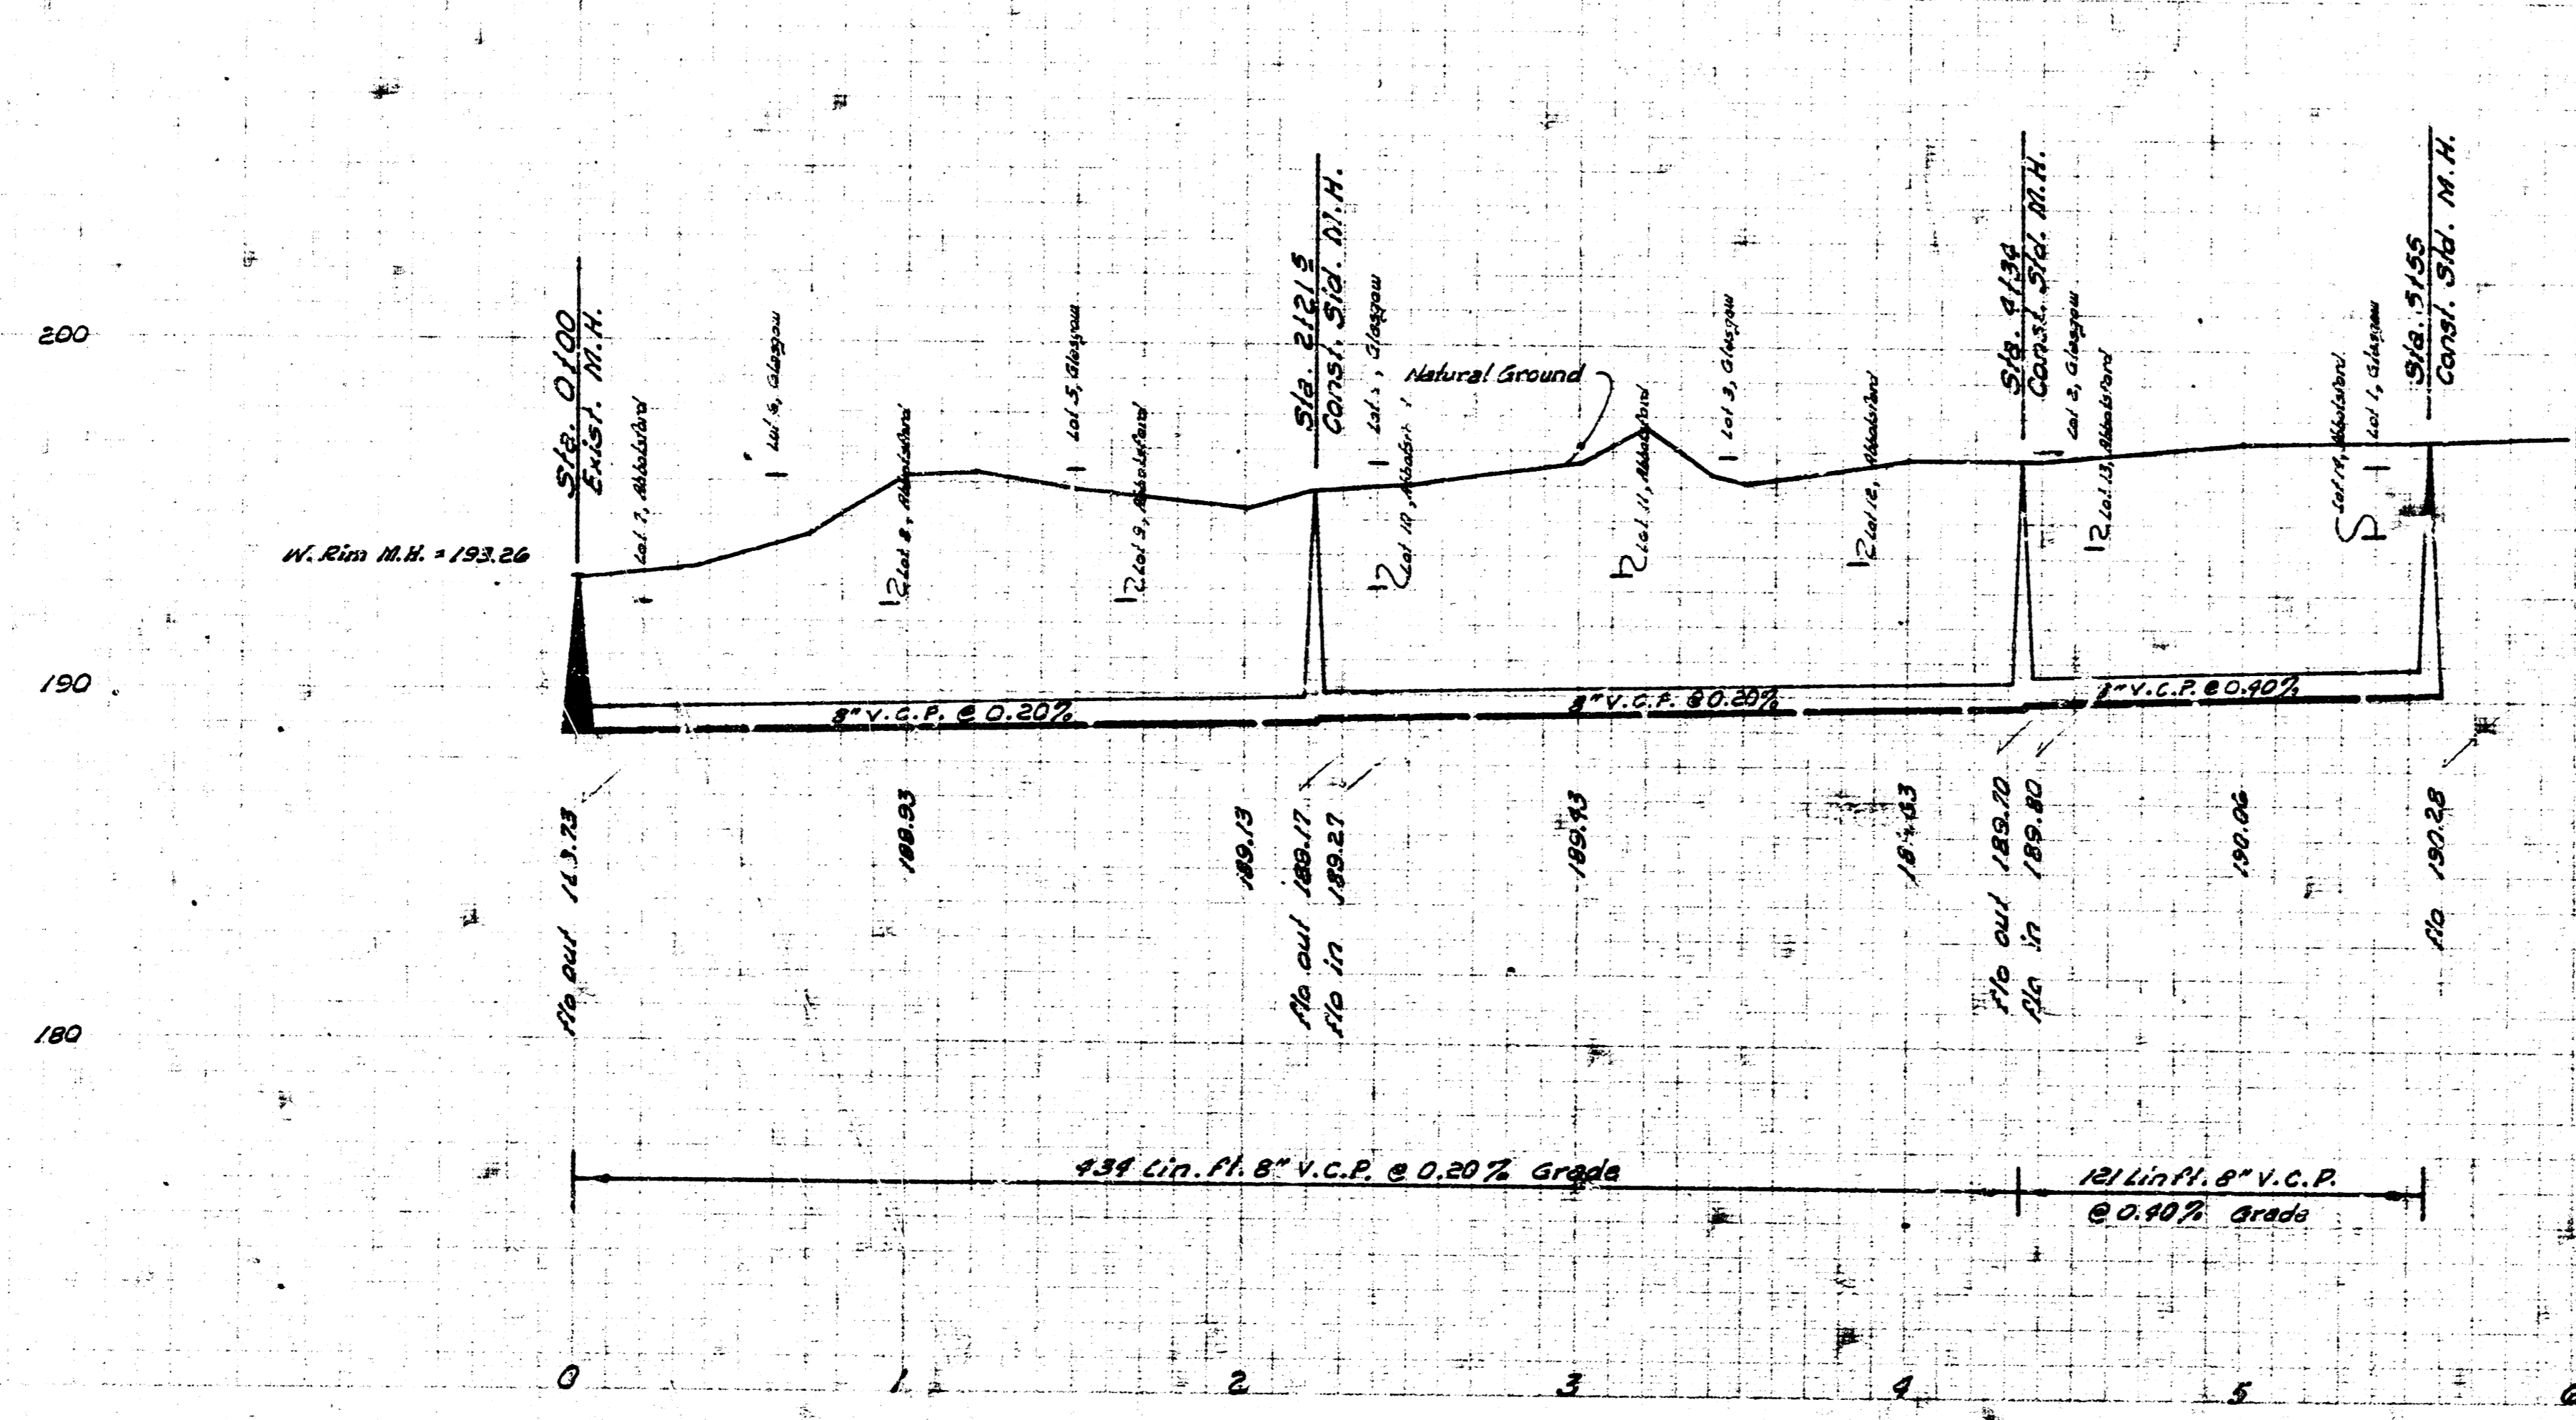 Sta. 0+00
Exist. M.H.
W. Rim M.H. = 193.26
Lot 7, Abbotsford
Lot 6, Glasgow
Lot 8, Abbotsford
Lot 5, Glasgow
Lot 9, Abbotsford
Sta. 2+21.5
Const. Std. M.H.
Lot , Glasgow
Lot 10,
Natural Ground
Lot 11, Abbotsford
Lot 3, Glasgow
Lot 12, Abbotsford
Sta. 4+34
Const. Std. M.H.
Lot 2, Glasgow
Lot 13, Abbotsford
Lot 14, Abbotsford
Lot 1, Glasgow
Sta. 5+55
Const. Std. M.H.
200
190
180
8" V.C.P. @ 0.20%
8" V.C.P. @ 0.20%
8" V.C.P. @ 0.40%
Flo out
188.93
189.13
Flo out 189.17
Flo in 189.27
189.43
Flo out 189.70
Flo in 189.80
190.06
Flo 190.28
434 Lin. Ft. 8" V.C.P. @ 0.20% Grade
121 Lin Ft. 8" V.C.P.
@ 0.40% Grade
0 1 2 3 4 5 6